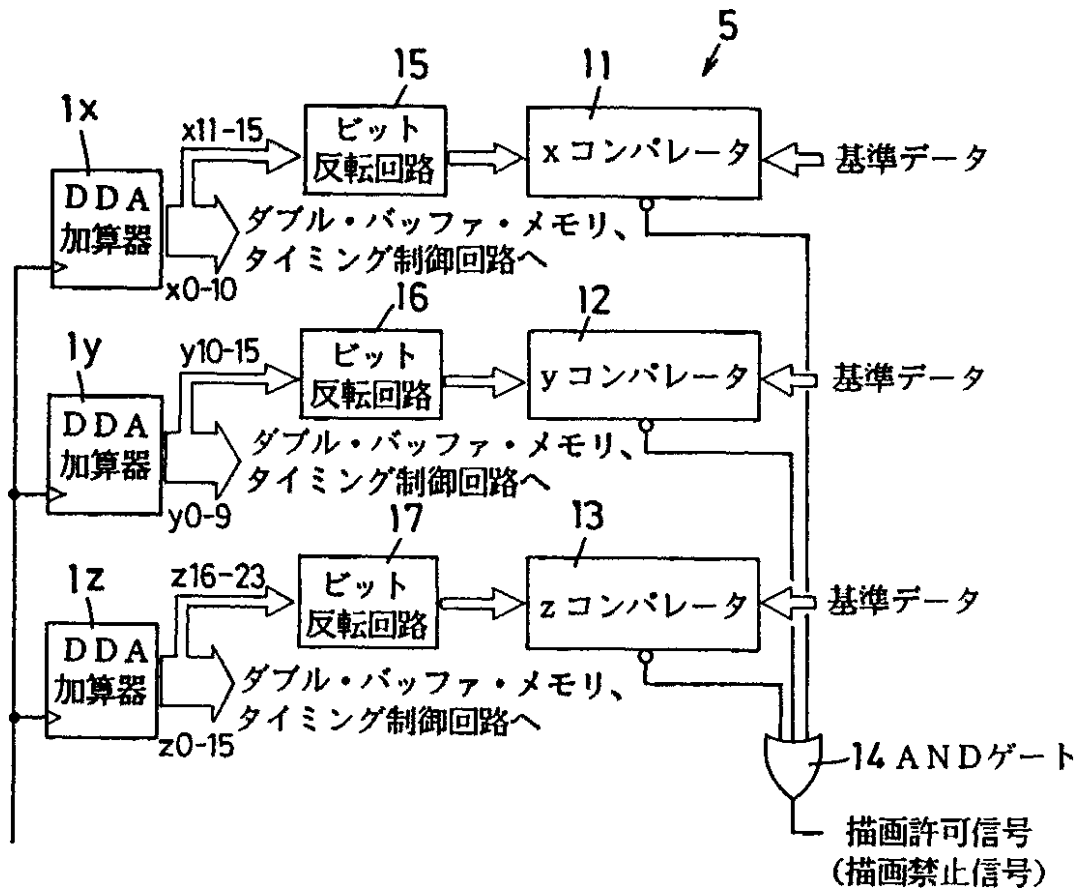 5
15
11
1x
x11-15
ビット
反転回路
xコンパレータ
基準データ
DDA
加算器
ダブル・バッファ・メモリ、
タイミング制御回路へ
x0-10
16
12
1y
y10-15
ビット
反転回路
yコンパレータ
基準データ
DDA
加算器
ダブル・バッファ・メモリ、
タイミング制御回路へ
y0-9
17
13
1z
z16-23
ビット
反転回路
zコンパレータ
基準データ
DDA
加算器
ダブル・バッファ・メモリ、
タイミング制御回路へ
z0-15
14 ANDゲート
描画許可信号
(描画禁止信号)